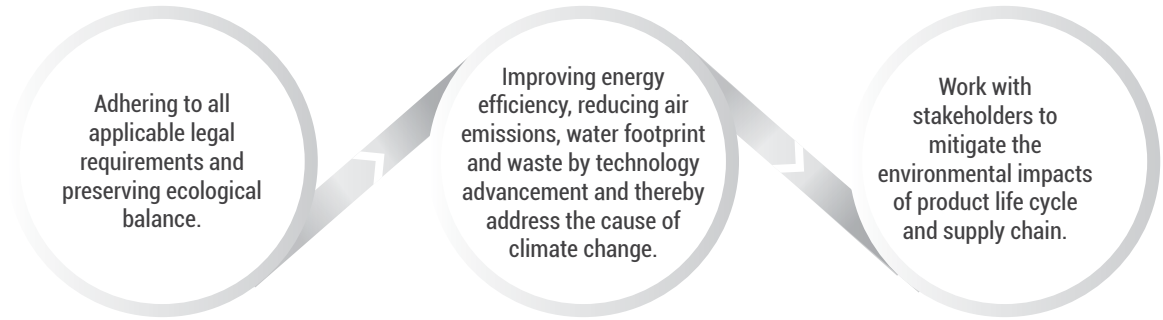 Adhering to all
applicable legal
requirements and
preserving ecological
balance.
Improving energy
efficiency, reducing air
emissions, water footprint
and waste by technology
advancement and thereby
address the cause of
climate change.
Work with
stakeholders to
mitigate the
environmental impacts
of product life cycle
and supply chain.